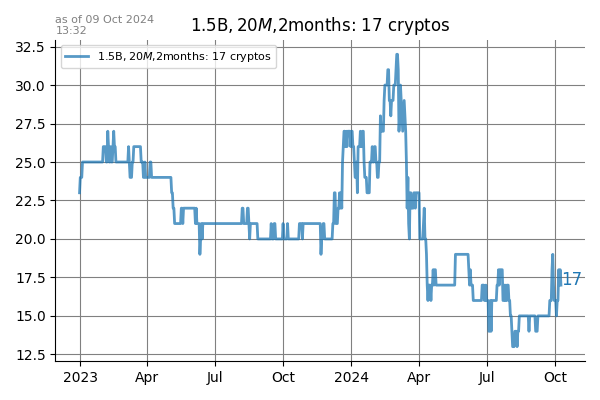 as of 09 Oct 2024
13:32
1.5B, 20M,2months: 17 cryptos
1.5B, 20M,2months: 17 cryptos
32.5
30.0
27.5
25.0
22.5
20.0
17.5
15.0
12.5
17
2023
Apr
Jul
Oct
2024
Apr
Jul
Oct